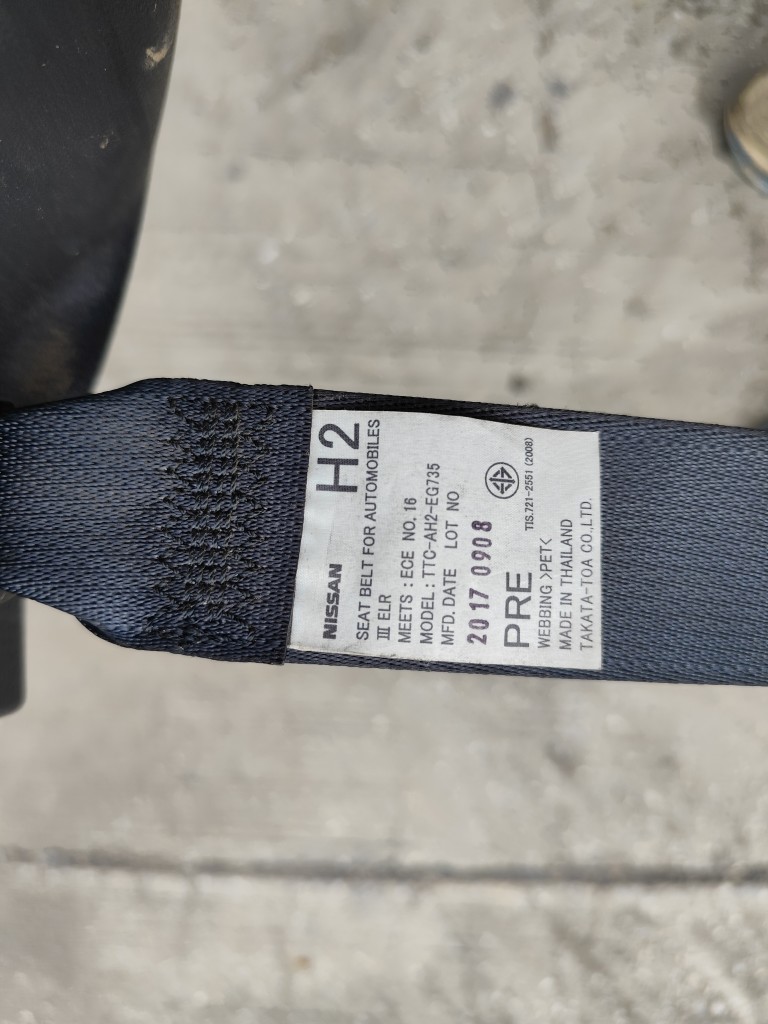 NISSAN H2
SEAT BELT FOR AUTOMOBILES
III ELR
MEETS : ECE NO. 16
MODEL : TTC-AH2-EG735
MFD. DATE LOT NO
2017 0908
PRE
TIS.721-2551 (2008)
WEBBING >PET<
MADE IN THAILAND
TAKATA-TOA CO.,LTD.